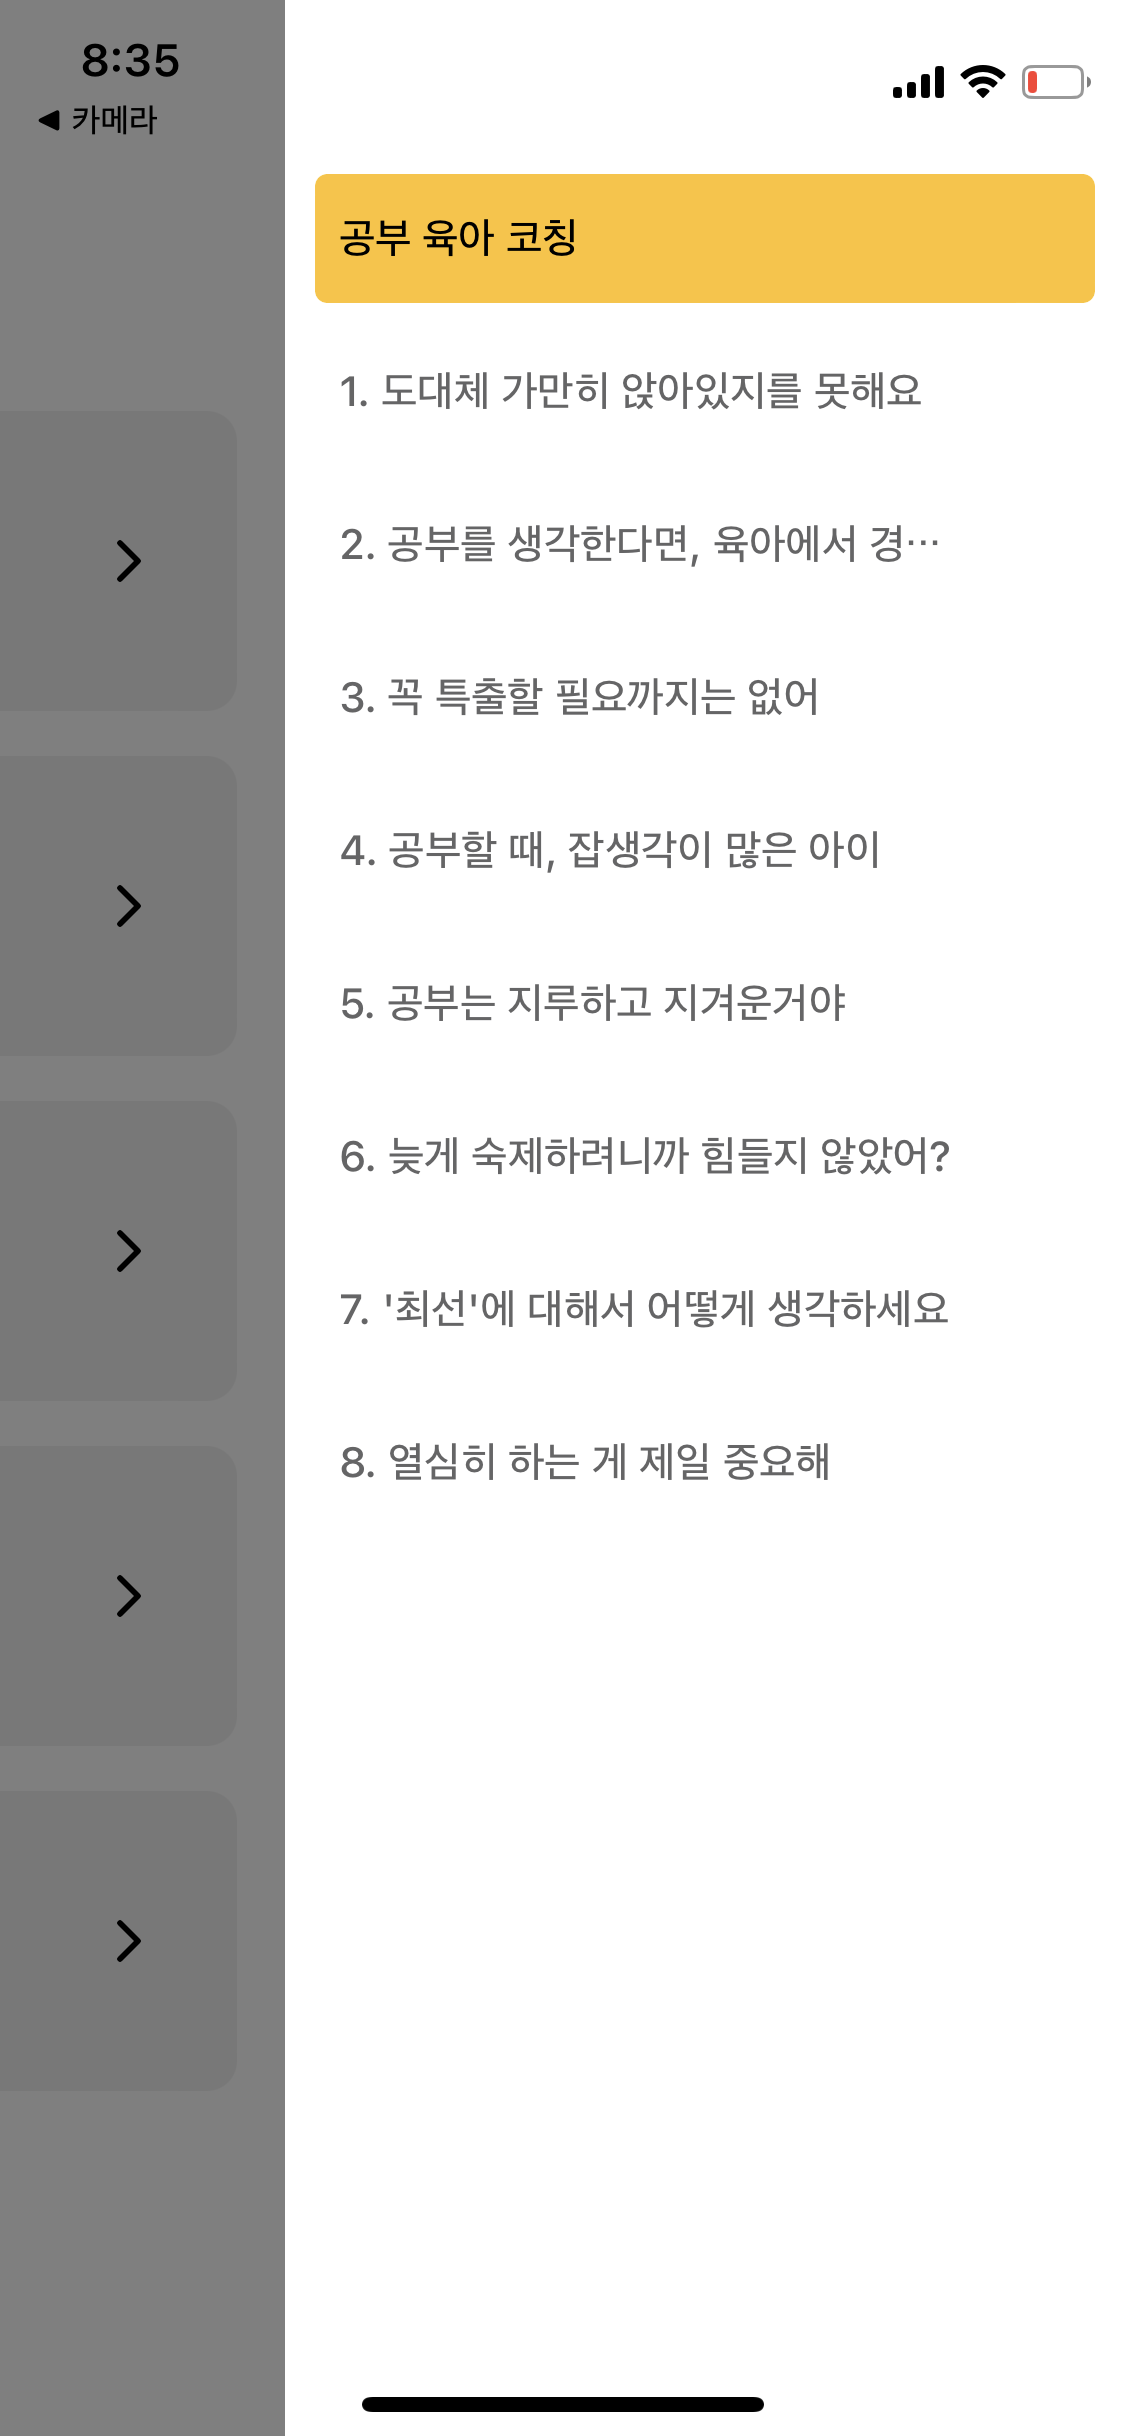 8:35
◀ 카메라
공부 육아 코칭
1. 도대체 가만히 앉아있지를 못해요
2. 공부를 생각한다면, 육아에서 경…
3. 꼭 특출할 필요까지는 없어
4. 공부할 때, 잡생각이 많은 아이
5. 공부는 지루하고 지겨운거야
6. 늦게 숙제하려니까 힘들지 않았어?
7. '최선'에 대해서 어떻게 생각하세요
8. 열심히 하는 게 제일 중요해